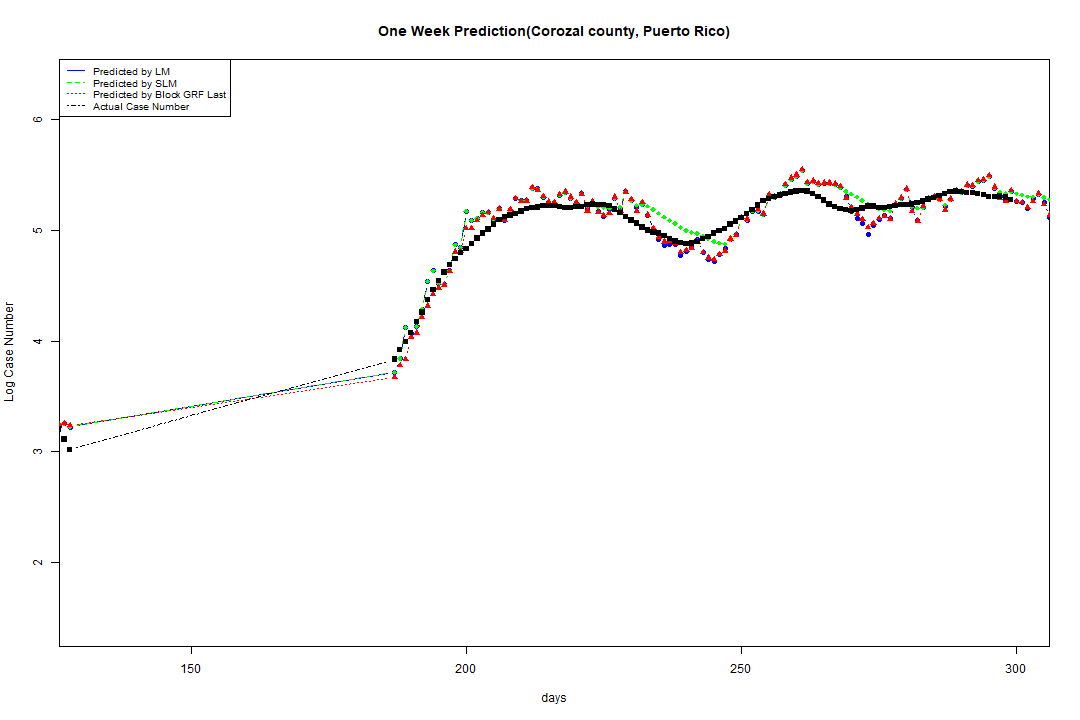 One Week Prediction(Corozal county, Puerto Rico)
Predicted by LM
Predicted by SLM
Predicted by Block GRF Last
Actual Case Number
6
5
4
3
2
Log Case Number
150 200 250 300
days